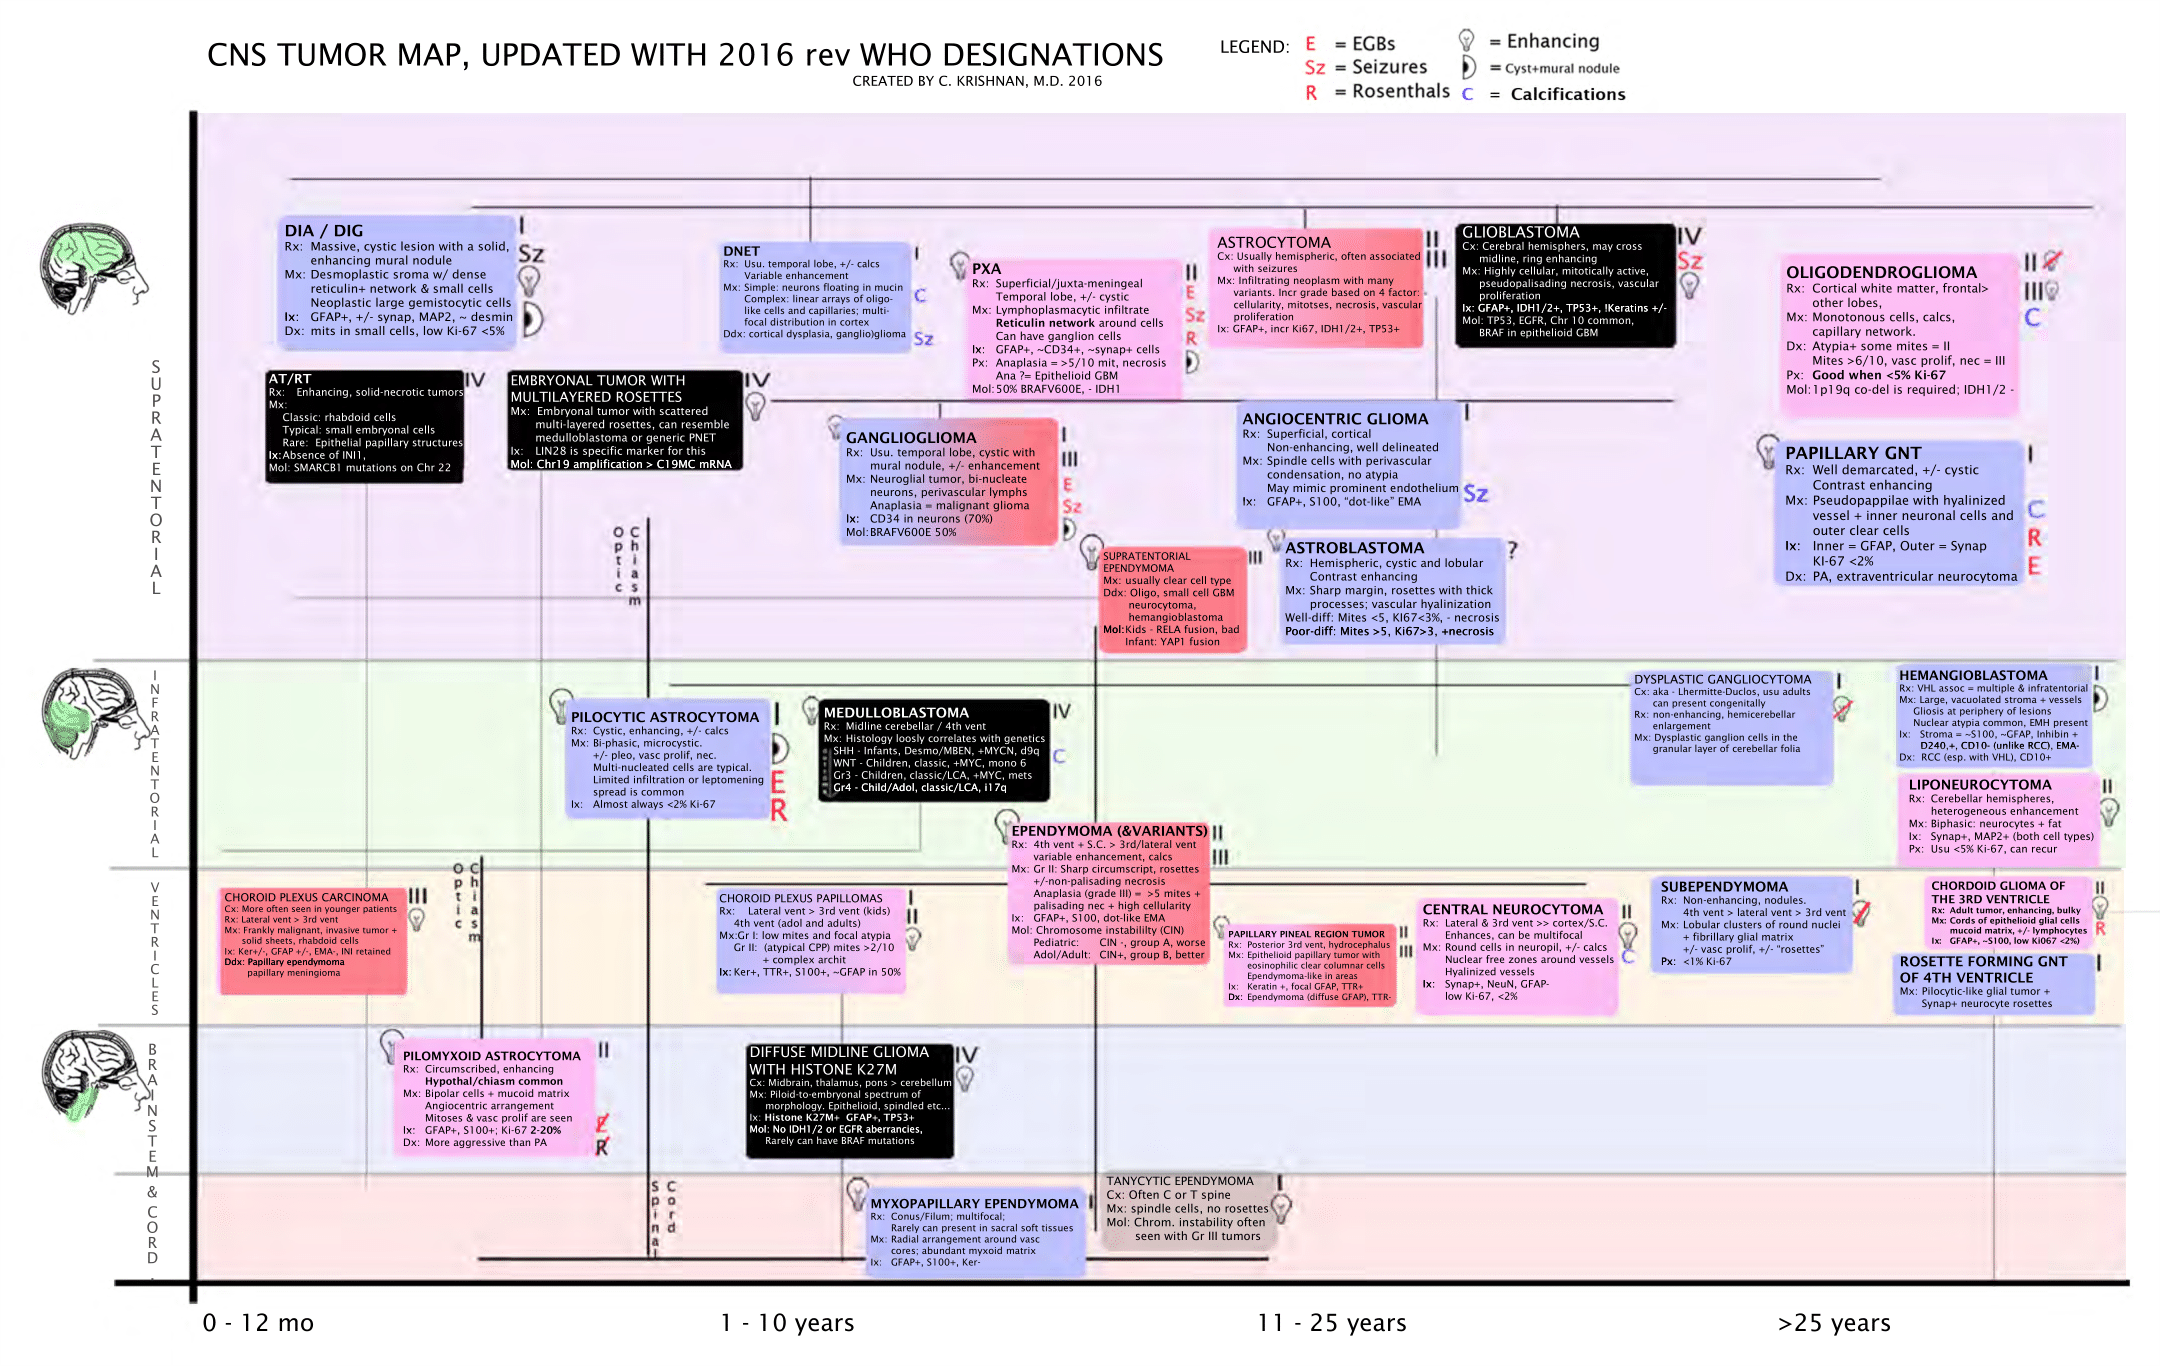 CNS TUMOR MAP, UPDATED WITH 2016 rev WHO DESIGNATIONS
CREATED BY C. KRISHNAN, M.D. 2016
LEGEND:
E = EGBs
Sz = Seizures
R = Rosenthals
= Enhancing
= Cyst+mural nodule
C = Calcifications
SUPRATENTORIAL
DIA / DIG
I
Rx: Massive, cystic lesion with a solid,
enhancing mural nodule
Mx: Desmoplastic sroma w/ dense
reticulin+ network & small cells
Neoplastic large gemistocytic cells
Ix: GFAP+, +/- synap, MAP2, ~ desmin
Dx: mits in small cells, low Ki-67 <5%
Sz
DNET
I
Rx: Usu. temporal lobe, +/- calcs
Variable enhancement
Mx: Simple: neurons floating in mucin
Complex: linear arrays of oligo-
like cells and capillaries; multi-
focal distribution in cortex
Ddx: cortical dysplasia, ganglio)glioma
C
Sz
PXA
II
Rx: Superficial/juxta-meningeal
Temporal lobe, +/- cystic
Mx: Lymphoplasmacytic infiltrate
Reticulin network around cells
Can have ganglion cells
Ix: GFAP+, ~CD34+, ~synap+ cells
Px: Anaplasia = >5/10 mit, necrosis
Ana ?= Epithelioid GBM
Mol: 50% BRAFV600E, - IDH1
E
Sz
R
ASTROCYTOMA
II
III
Cx: Usually hemispheric, often associated
with seizures
Mx: Infiltrating neoplasm with many
variants. Incr grade based on 4 factor:
cellularity, mitotses, necrosis, vascular
proliferation
Ix: GFAP+, incr Ki67, IDH1/2+, TP53+
GLIOBLASTOMA
IV
Cx: Cerebral hemisphers, may cross
midline, ring enhancing
Mx: Highly cellular, mitotically active,
pseudopalisading necrosis, vascular
proliferation
Ix: GFAP+, IDH1/2+, TP53+, !Keratins +/-
Mol: TP53, EGFR, Chr 10 common,
BRAF in epithelioid GBM
Sz
OLIGODENDROGLIOMA
II
III
C
Rx: Cortical white matter, frontal>
other lobes,
Mx: Monotonous cells, calcs,
capillary network.
Dx: Atypia+ some mites = II
Mites >6/10, vasc prolif, nec = III
Px: Good when <5% Ki-67
Mol: 1p19q co-del is required; IDH1/2 -
AT/RT
IV
Rx: Enhancing, solid-necrotic tumors
Mx:
Classic: rhabdoid cells
Typical: small embryonal cells
Rare: Epithelial papillary structures
Ix: Absence of INI1,
Mol: SMARCB1 mutations on Chr 22
EMBRYONAL TUMOR WITH
MULTILAYERED ROSETTES
IV
Mx: Embryonal tumor with scattered
multi-layered rosettes, can resemble
medulloblastoma or generic PNET
Ix: LIN28 is specific marker for this
Mol: Chr19 amplification > C19MC mRNA
GANGLIOGLIOMA
I
III
Rx: Usu. temporal lobe, cystic with
mural nodule, +/- enhancement
Mx: Neuroglial tumor, bi-nucleate
neurons, perivascular lymphs
Anaplasia = malignant glioma
Ix: CD34 in neurons (70%)
Mol: BRAFV600E 50%
E
Sz
ANGIOCENTRIC GLIOMA
I
Rx: Superficial, cortical
Non-enhancing, well delineated
Mx: Spindle cells with perivascular
condensation, no atypia
May mimic prominent endothelium
Ix: GFAP+, S100, "dot-like" EMA
Sz
PAPILLARY GNT
I
Rx: Well demarcated, +/- cystic
Contrast enhancing
Mx: Pseudopappilae with hyalinized
vessel + inner neuronal cells and
outer clear cells
Ix: Inner = GFAP, Outer = Synap
KI-67 <2%
Dx: PA, extraventricular neurocytoma
C
R
E
Optic Chiasm
SUPRATENTORIAL
EPENDYMOMA
III
Mx: usually clear cell type
Ddx: Oligo, small cell GBM
neurocytoma,
hemangioblastoma
Mol: Kids - RELA fusion, bad
Infant: YAP1 fusion
ASTROBLASTOMA
?
Rx: Hemispheric, cystic and lobular
Contrast enhancing
Mx: Sharp margin, rosettes with thick
processes; vascular hyalinization
Well-diff: Mites <5, KI67<3%, - necrosis
Poor-diff: Mites >5, Ki67>3, +necrosis
INFRATENTORIAL
PILOCYTIC ASTROCYTOMA
I
Rx: Cystic, enhancing, +/- calcs
Mx: Bi-phasic, microcystic.
+/- pleo, vasc prolif, nec.
Multi-nucleated cells are typical.
Limited infiltration or leptomening
spread is common
Ix: Almost always <2% Ki-67
E
R
MEDULLOBLASTOMA
IV
Rx: Midline cerebellar / 4th vent
Mx: Histology loosly correlates with genetics
SHH - Infants, Desmo/MBEN, +MYCN, d9q
WNT - Children, classic, +MYC, mono 6
Gr3 - Children, classic/LCA, +MYC, mets
Gr4 - Child/Adol, classic/LCA, i17q
C
DYSPLASTIC GANGLIOCYTOMA
I
Cx: aka - Lhermitte-Duclos, usu adults
can present congenitally
Rx: non-enhancing, hemicerebellar
enlargement
Mx: Dysplastic ganglion cells in the
granular layer of cerebellar folia
HEMANGIOBLASTOMA
I
Rx: VHL assoc = multiple & infratentorial
Mx: Large, vacuolated stroma + vessels
Gliosis at periphery of lesions
Nuclear atypia common, EMH present
Ix: Stroma = ~S100, ~GFAP, Inhibin +
D240,+, CD10- (unlike RCC), EMA-
Dx: RCC (esp. with VHL), CD10+
LIPONEUROCYTOMA
II
Rx: Cerebellar hemispheres,
heterogeneous enhancement
Mx: Biphasic: neurocytes + fat
Ix: Synap+, MAP2+ (both cell types)
Px: Usu <5% Ki-67, can recur
EPENDYMOMA (&VARIANTS)
II
III
Rx: 4th vent + S.C. > 3rd/lateral vent
variable enhancement, calcs
Mx: Gr II: Sharp circumscript, rosettes
+/-non-palisading necrosis
Anaplasia (grade III) = >5 mites +
palisading nec + high cellularity
Ix: GFAP+, S100, dot-like EMA
Mol: Chromosome instability (CIN)
Pediatric: CIN -, group A, worse
Adol/Adult: CIN+, group B, better
VENTRICLES
CHOROID PLEXUS CARCINOMA
III
Cx: More often seen in younger patients
Rx: Lateral vent > 3rd vent
Mx: Frankly malignant, invasive tumor +
solid sheets, rhabdoid cells
Ix: Ker+/-, GFAP +/-, EMA-, INI retained
Ddx: Papillary ependymoma
papillary meningioma
Optic Chiasm
CHOROID PLEXUS PAPILLOMAS
I
II
Rx: Lateral vent > 3rd vent (kids)
4th vent (adol and adults)
Mx: Gr I: low mites and focal atypia
Gr II: (atypical CPP) mites >2/10
+ complex archit
Ix: Ker+, TTR+, S100+, ~GFAP in 50%
PAPILLARY PINEAL REGION TUMOR
II
III
Rx: Posterior 3rd vent, hydrocephalus
Mx: Epithelioid papillary tumor with
eosinophilic clear columnar cells
Ependymoma-like in areas
Ix: Keratin +, focal GFAP, TTR+
Dx: Ependymoma (diffuse GFAP), TTR-
CENTRAL NEUROCYTOMA
II
Rx: Lateral & 3rd vent >> cortex/S.C.
Enhances, can be multifocal
Mx: Round cells in neuropil, +/- calcs
Nuclear free zones around vessels
Hyalinized vessels
Ix: Synap+, NeuN, GFAP-
low Ki-67, <2%
C
SUBEPENDYMOMA
I
Rx: Non-enhancing, nodules.
4th vent > lateral vent > 3rd vent
Mx: Lobular clusters of round nuclei
+ fibrillary glial matrix
+/- vasc prolif, +/- "rosettes"
Px: <1% Ki-67
CHORDOID GLIOMA OF
THE 3RD VENTRICLE
II
Rx: Adult tumor, enhancing, bulky
Mx: Cords of epithelioid glial cells
mucoid matrix, +/- lymphocytes
Ix: GFAP+, ~S100, low Ki067 <2%)
R
ROSETTE FORMING GNT
OF 4TH VENTRICLE
I
Mx: Pilocytic-like glial tumor +
Synap+ neurocyte rosettes
BRAINSTEM & CORD
PILOMYXOID ASTROCYTOMA
II
Rx: Circumscribed, enhancing
Hypothal/chiasm common
Mx: Bipolar cells + mucoid matrix
Angiocentric arrangement
Mitoses & vasc prolif are seen
Ix: GFAP+, S100+; Ki-67 2-20%
Dx: More aggressive than PA
E
R
DIFFUSE MIDLINE GLIOMA
WITH HISTONE K27M
IV
Cx: Midbrain, thalamus, pons > cerebellum
Mx: Piloid-to-embryonal spectrum of
morphology. Epithelioid, spindled etc...
Ix: Histone K27M+ GFAP+, TP53+
Mol: No IDH1/2 or EGFR aberrancies,
Rarely can have BRAF mutations
Spinal Cord
MYXOPAPILLARY EPENDYMOMA
I
Rx: Conus/Filum; multifocal;
Rarely can present in sacral soft tissues
Mx: Radial arrangement around vasc
cores; abundant myxoid matrix
Ix: GFAP+, S100+, Ker-
TANYCYTIC EPENDYMOMA
I
Cx: Often C or T spine
Mx: spindle cells, no rosettes
Mol: Chrom. instability often
seen with Gr III tumors
0 - 12 mo
1 - 10 years
11 - 25 years
>25 years